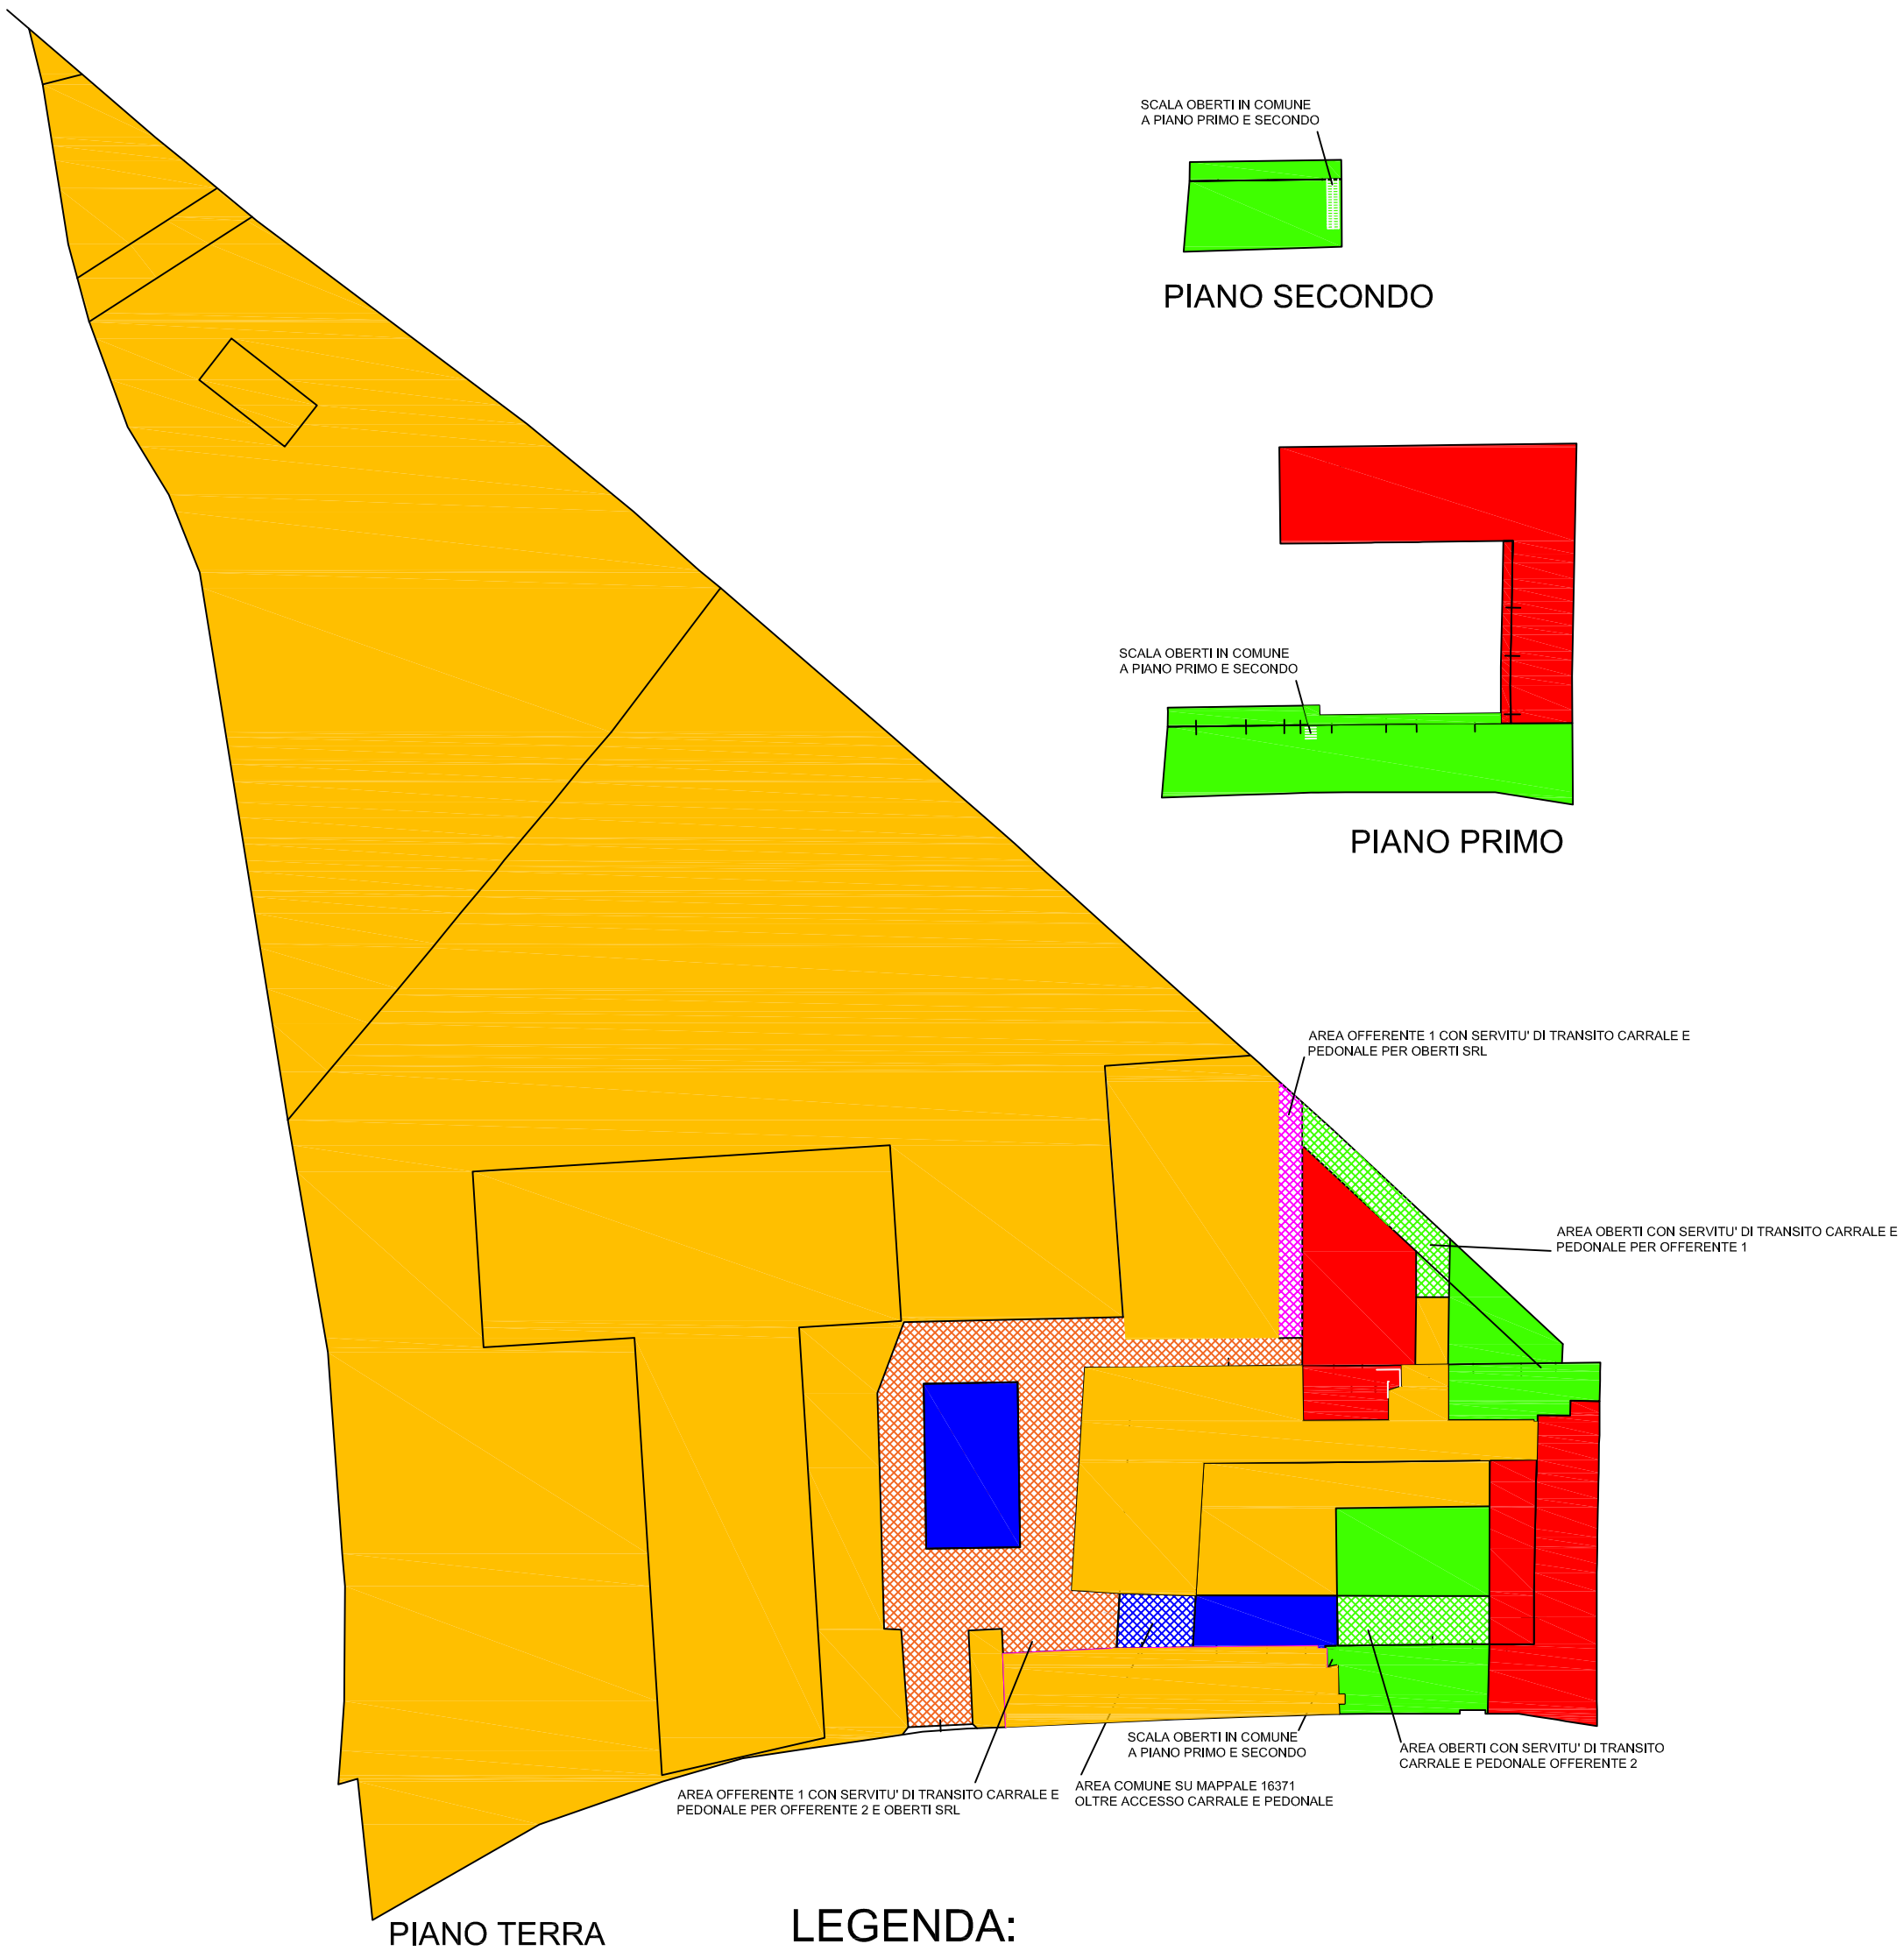 SCALA OBERTI IN COMUNE
A PIANO PRIMO E SECONDO
PIANO SECONDO
SCALA OBERTI IN COMUNE
A PIANO PRIMO E SECONDO
PIANO PRIMO
AREA OFFERENTE 1 CON SERVITU' DI TRANSITO CARRALE E
PEDONALE PER OBERTI SRL
AREA OBERTI CON SERVITU' DI TRANSITO CARRALE E
PEDONALE PER OFFERENTE 1
SCALA OBERTI IN COMUNE
A PIANO PRIMO E SECONDO
AREA OBERTI CON SERVITU' DI TRANSITO
CARRALE E PEDONALE OFFERENTE 2
AREA OFFERENTE 1 CON SERVITU' DI TRANSITO CARRALE E
PEDONALE PER OFFERENTE 2 E OBERTI SRL
AREA COMUNE SU MAPPALE 16371
OLTRE ACCESSO CARRALE E PEDONALE
PIANO TERRA
LEGENDA: